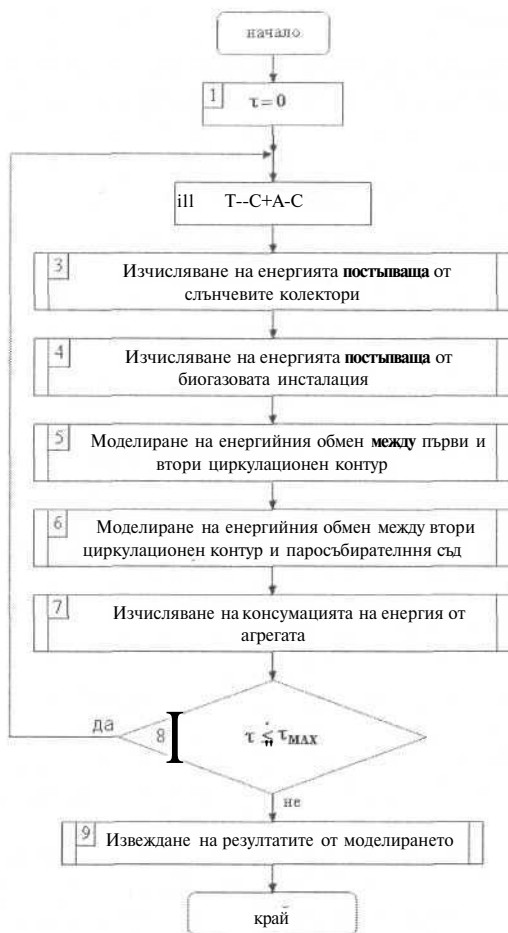 начало
1
τ = 0
ill T--C+A-C
3
Изчисляване на енергията постъпваща от
слънчевите колектори
4
Изчисляване на енергията постъпваща от
биогазовата инсталация
5
Моделиране на енергийния обмен между първи и
втори циркулационен контур
6
Моделиране на енергийния обмен между втори
циркулационен контур и паросъбирателння съд
7
Изчисляване на консумацията на енергия от
агрегата
да
8
τ ≤ τMAX
не
9
Извеждане на резултатите от моделирането
край